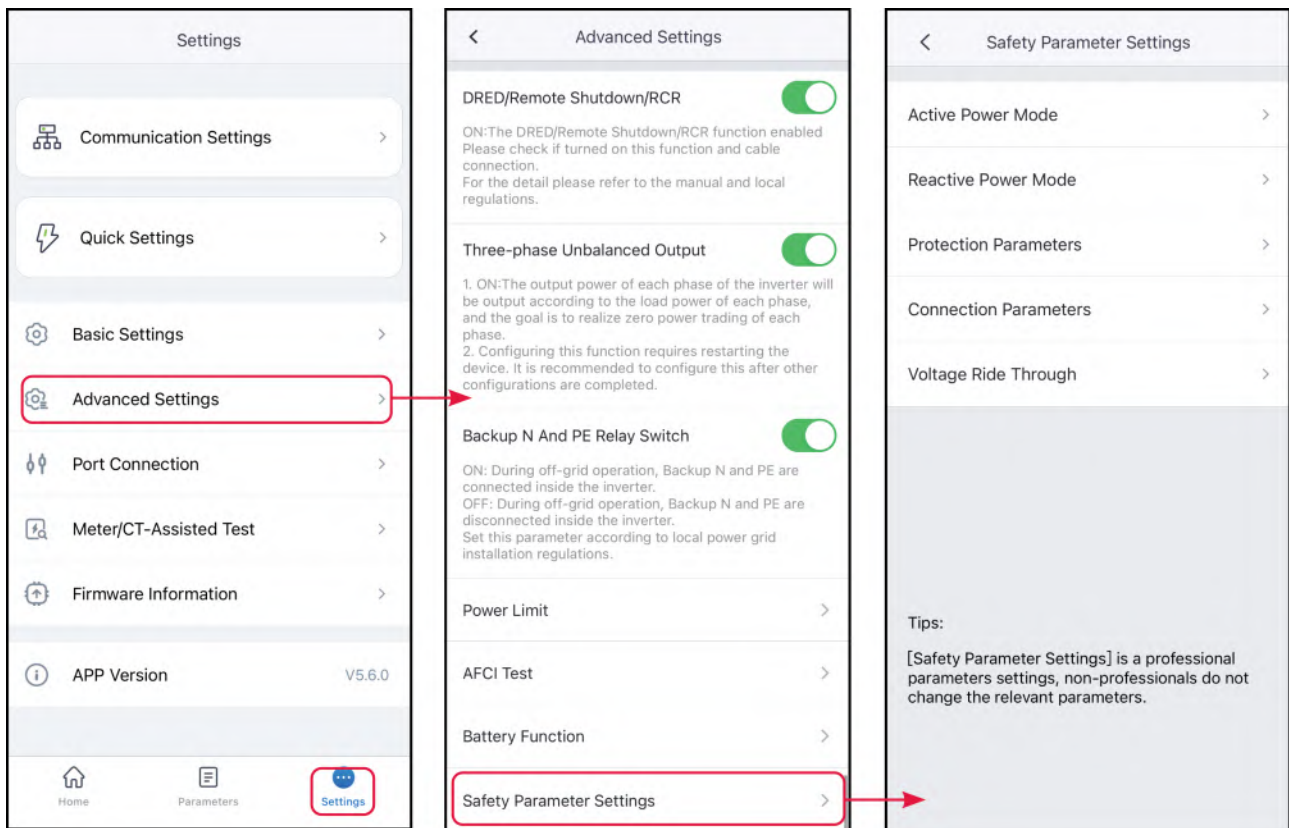 Settings
Communication Settings
Quick Settings
Basic Settings
Advanced Settings
Port Connection
Meter/CT-Assisted Test
Firmware Information
APP Version V5.6.0
Home Parameters Settings
Advanced Settings
DRED/Remote Shutdown/RCR
ON:The DRED/Remote Shutdown/RCR function enabled
Please check if turned on this function and cable
connection.
For the detail please refer to the manual and local
regulations.
Three-phase Unbalanced Output
1. ON:The output power of each phase of the inverter will
be output according to the load power of each phase,
and the goal is to realize zero power trading of each
phase.
2. Configuring this function requires restarting the
device. It is recommended to configure this after other
configurations are completed.
Backup N And PE Relay Switch
ON: During off-grid operation, Backup N and PE are
connected inside the inverter.
OFF: During off-grid operation, Backup N and PE are
disconnected inside the inverter.
Set this parameter according to local power grid
installation regulations.
Power Limit
AFCI Test
Battery Function
Safety Parameter Settings
Safety Parameter Settings
Active Power Mode
Reactive Power Mode
Protection Parameters
Connection Parameters
Voltage Ride Through
Tips:
[Safety Parameter Settings] is a professional
parameters settings, non-professionals do not
change the relevant parameters.